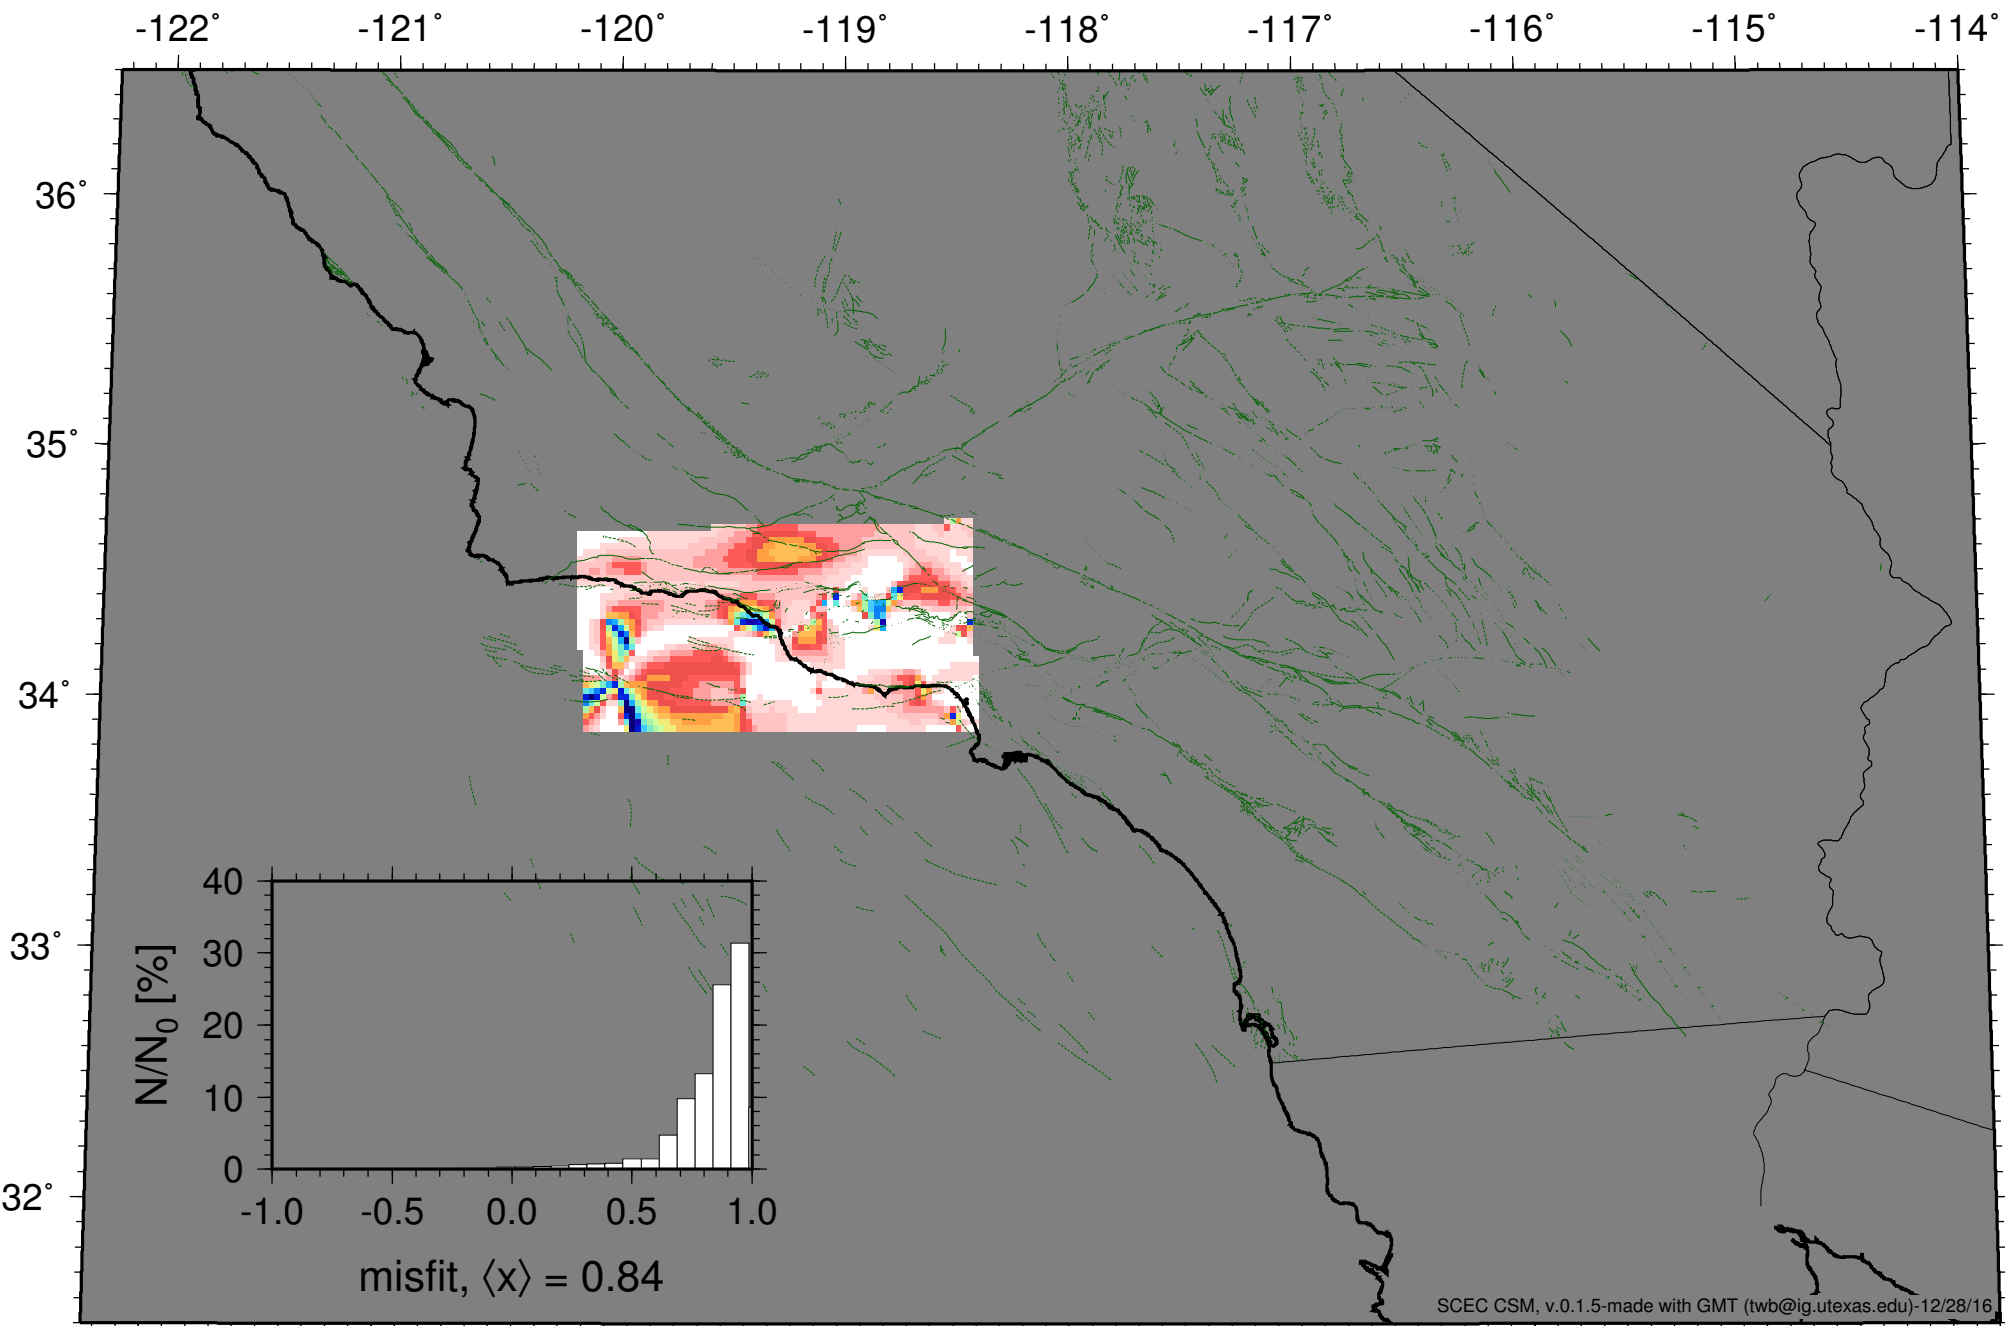 -122˚ -121˚ -120˚ -119˚ -118˚ -117˚ -116˚ -115˚ -114˚
36˚
35˚
34˚
33˚
32˚
40
30
20
10
0
N/N0 [%]
-1.0 -0.5 0.0 0.5 1.0
misfit, ⟨x⟩ = 0.84
SCEC CSM, v.0.1.5-made with GMT (twb@ig.utexas.edu)-12/28/16